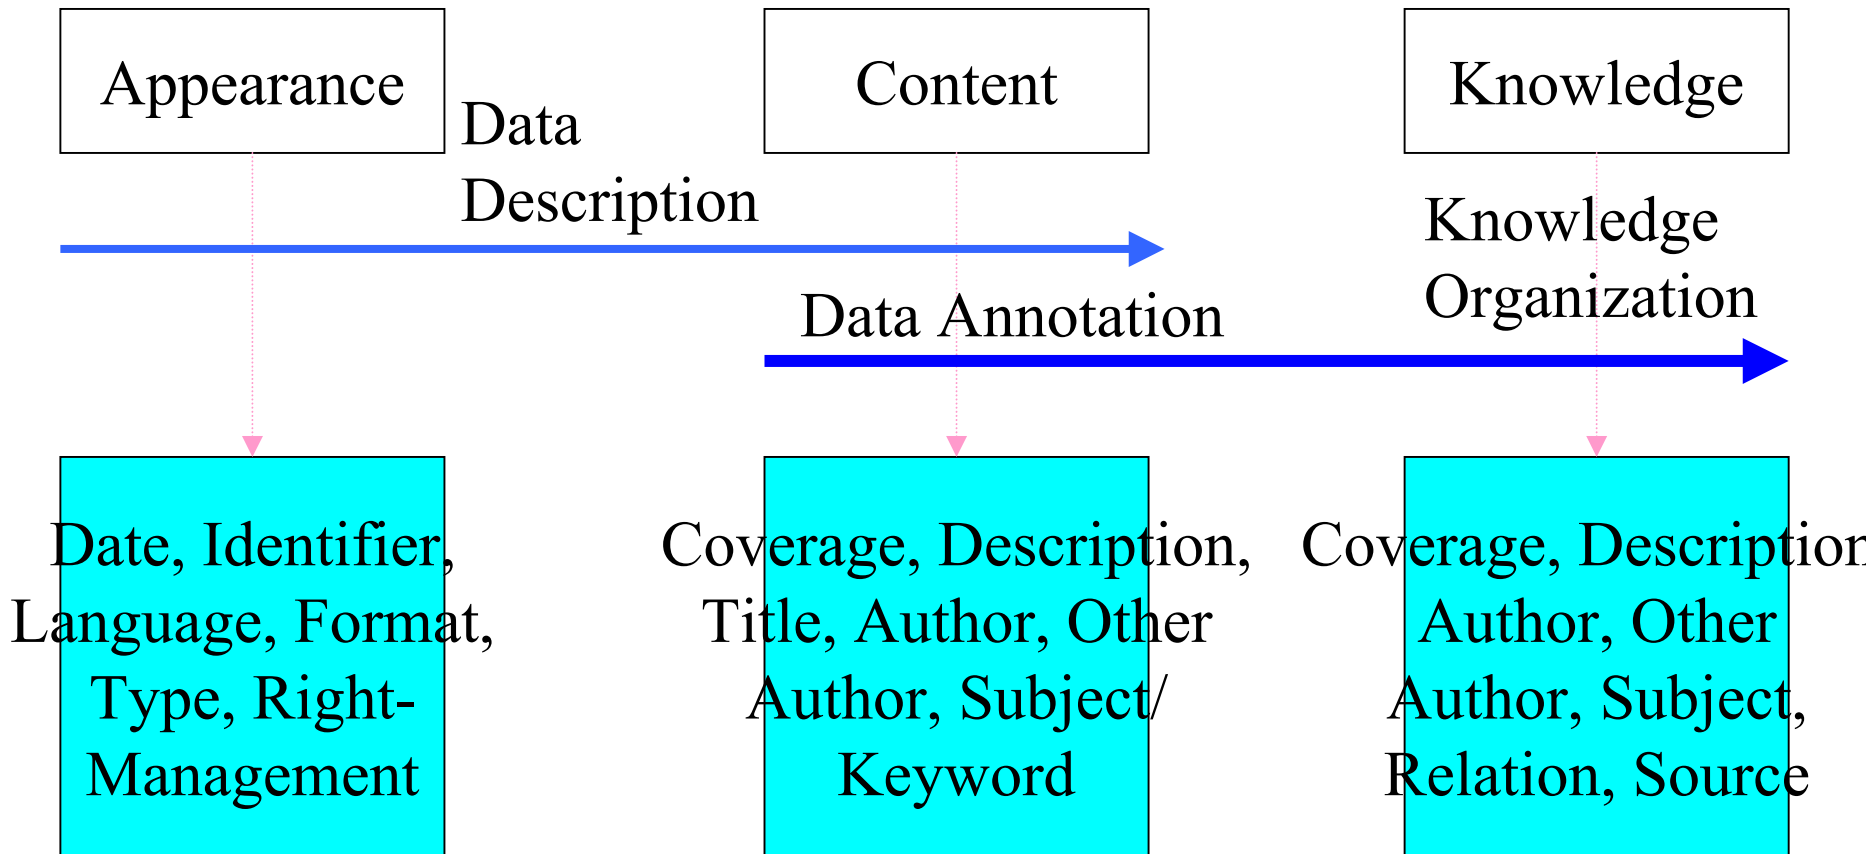 Appearance
Data
Description
Content
Data Annotation
Knowledge
Knowledge
Organization
Date, Identifier,
Language, Format,
Type, Right-
Management
Coverage, Description,
Title, Author, Other
Author, Subject/
Keyword
Coverage, Description
Author, Other
Author, Subject,
Relation, Source